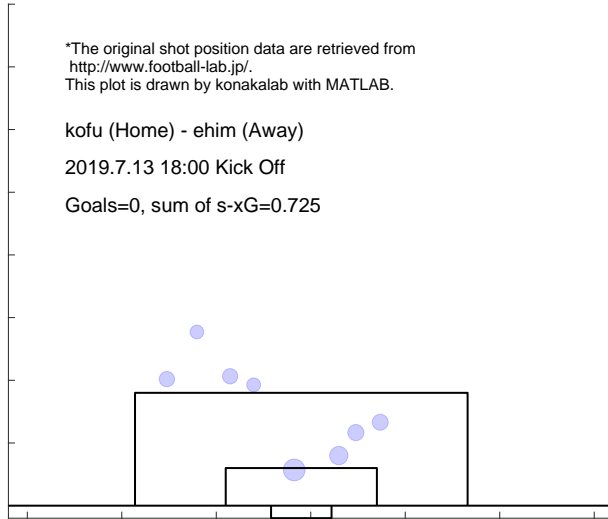 *The original shot position data are retrieved from
http://www.football-lab.jp/.
This plot is drawn by konakalab with MATLAB.
kofu (Home) - ehim (Away)
2019.7.13 18:00 Kick Off
Goals=0, sum of s-xG=0.725